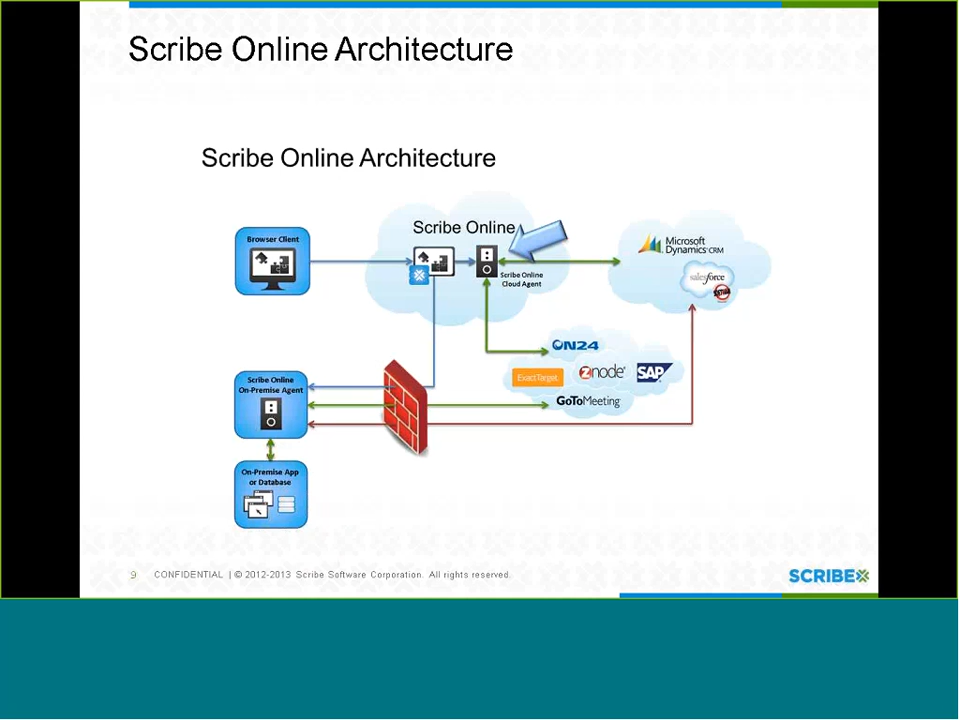 Scribe Online Architecture
Scribe Online Architecture
Scribe Online
Browser Client
Scribe Online
Cloud Agent
Microsoft
Dynamics CRM
salesforce
ON24
ExactTarget
znode
SAP
GoToMeeting
Scribe Online
On-Premise Agent
On-Premise App
or Database
9 CONFIDENTIAL | © 2012-2013 Scribe Software Corporation. All rights reserved.
SCRIBE